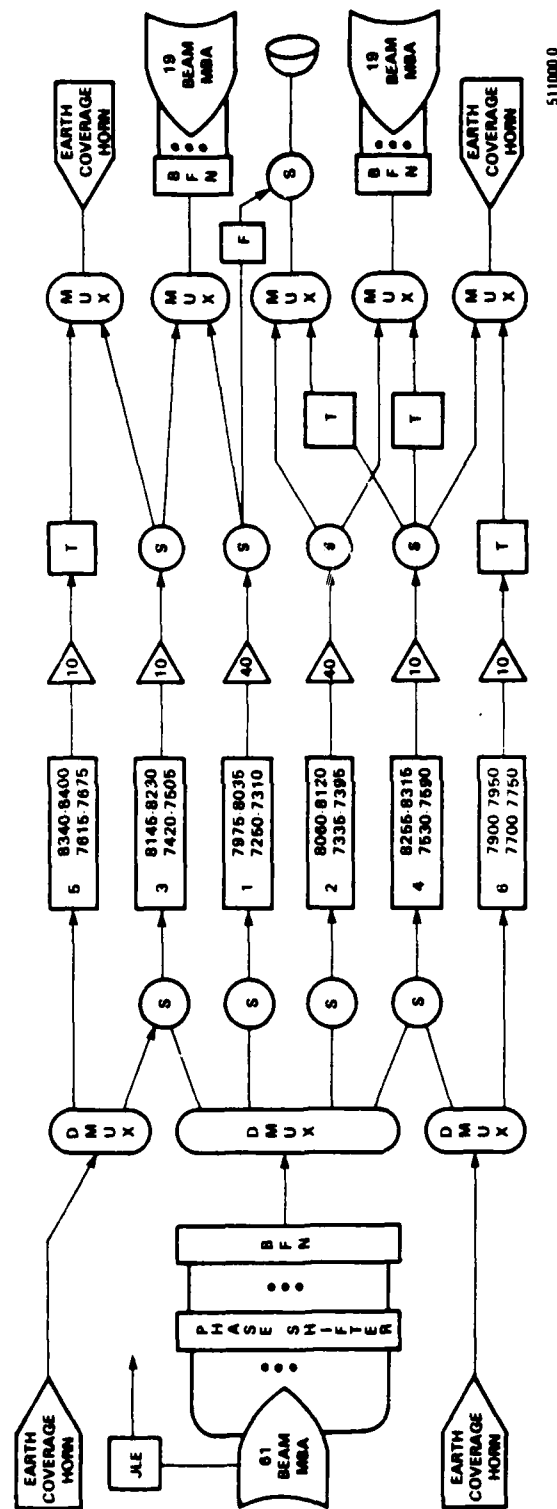 EARTH
COVERAGE
HORN
JLE
61
BEAM
MBA
PHASE SHIFTER
BFN
EARTH
COVERAGE
HORN
DMUX
DMUX
DMUX
S
S
S
S
5
8340-8400
7615-7675
3
8145-8230
7420-7505
1
7975-8035
7250-7310
2
8060-8120
7335-7395
4
8255-8315
7530-7590
6
7900-7950
7700-7750
10
10
40
40
10
10
T
S
S
S
S
T
T
T
F
S
MUX
MUX
MUX
MUX
MUX
EARTH
COVERAGE
HORN
BFN
19
BEAM
MBA
BFN
19
BEAM
MBA
EARTH
COVERAGE
HORN
511000 0